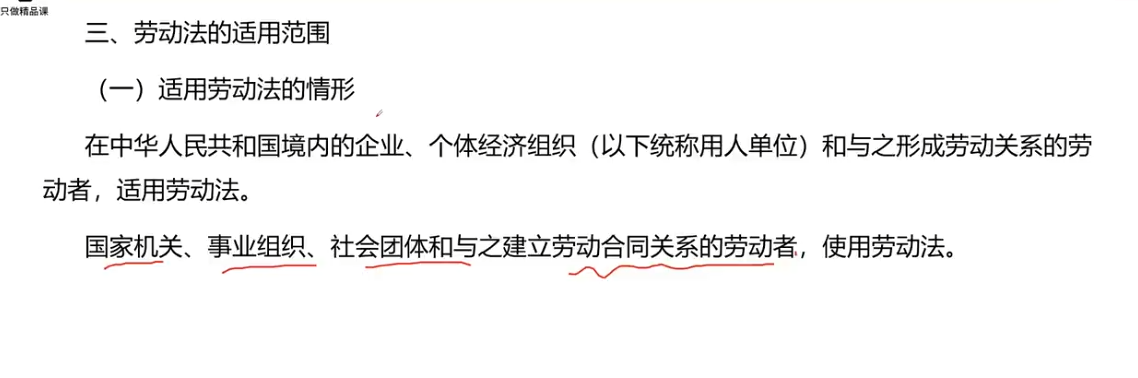 只做精品课
三、劳动法的适用范围
（一）适用劳动法的情形
在中华人民共和国境内的企业、个体经济组织（以下统称用人单位）和与之形成劳动关系的劳
动者，适用劳动法。
国家机关、事业组织、社会团体和与之建立劳动合同关系的劳动者，使用劳动法。